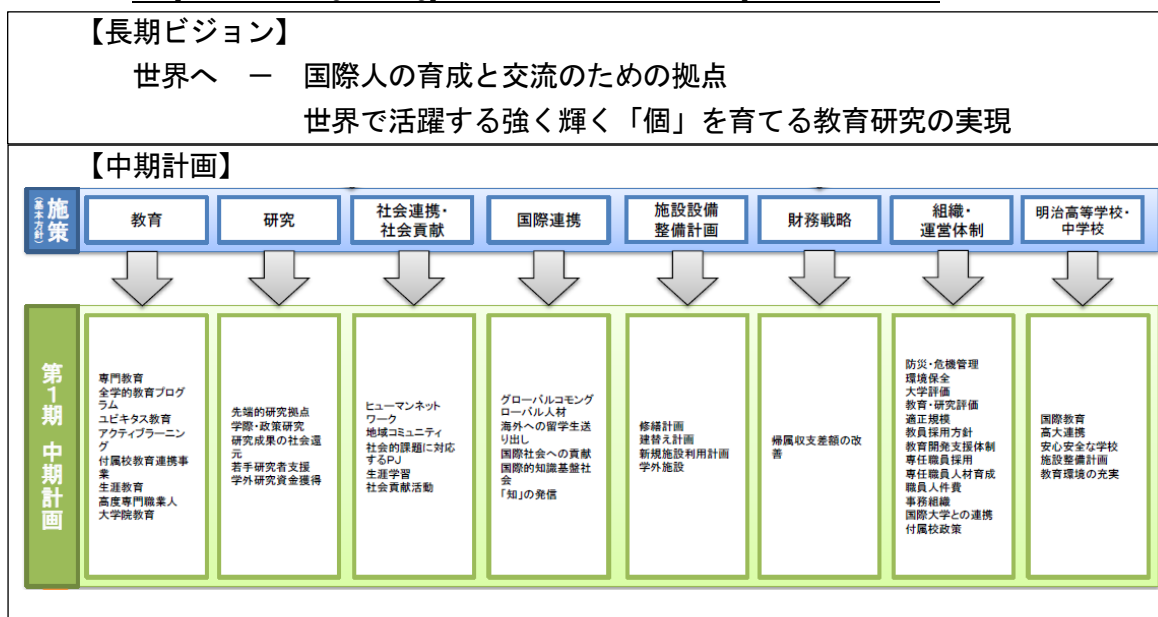 【長期ビジョン】
世界へ － 国際人の育成と交流のための拠点
世界で活躍する強く輝く「個」を育てる教育研究の実現
【中期計画】
施策
(基本方針)
教育
研究
社会連携・
社会貢献
国際連携
施設設備
整備計画
財務戦略
組織・
運営体制
明治高等学校・
中学校
第1期 中期計画
専門教育
全学的教育プログ
ラム
ユビキタス教育
アクティブラーニン
グ
付属校教育連携事
業
生涯教育
高度専門職業人
大学院教育
先端的研究拠点
学際・政策研究
研究成果の社会還
元
若手研究者支援
学外研究資金獲得
ヒューマンネット
ワーク
地域コミュニティ
社会的課題に対応
するPJ
生涯学習
社会貢献活動
グローバルコモング
ローバル人材
海外への留学生送
り出し
国際社会への貢献
国際的知識基盤社
会
「知」の発信
修繕計画
建替え計画
新規施設利用計画
学外施設
帰属収支差額の改
善
防災・危機管理
環境保全
大学評価
教育・研究評価
適正規模
教員採用方針
教育開発支援体制
専任職員採用
専任職員人材育成
職員人件費
事務組織
国際大学との連携
付属校政策
国際教育
高大連携
安心安全な学校
施設整備計画
教育環境の充実